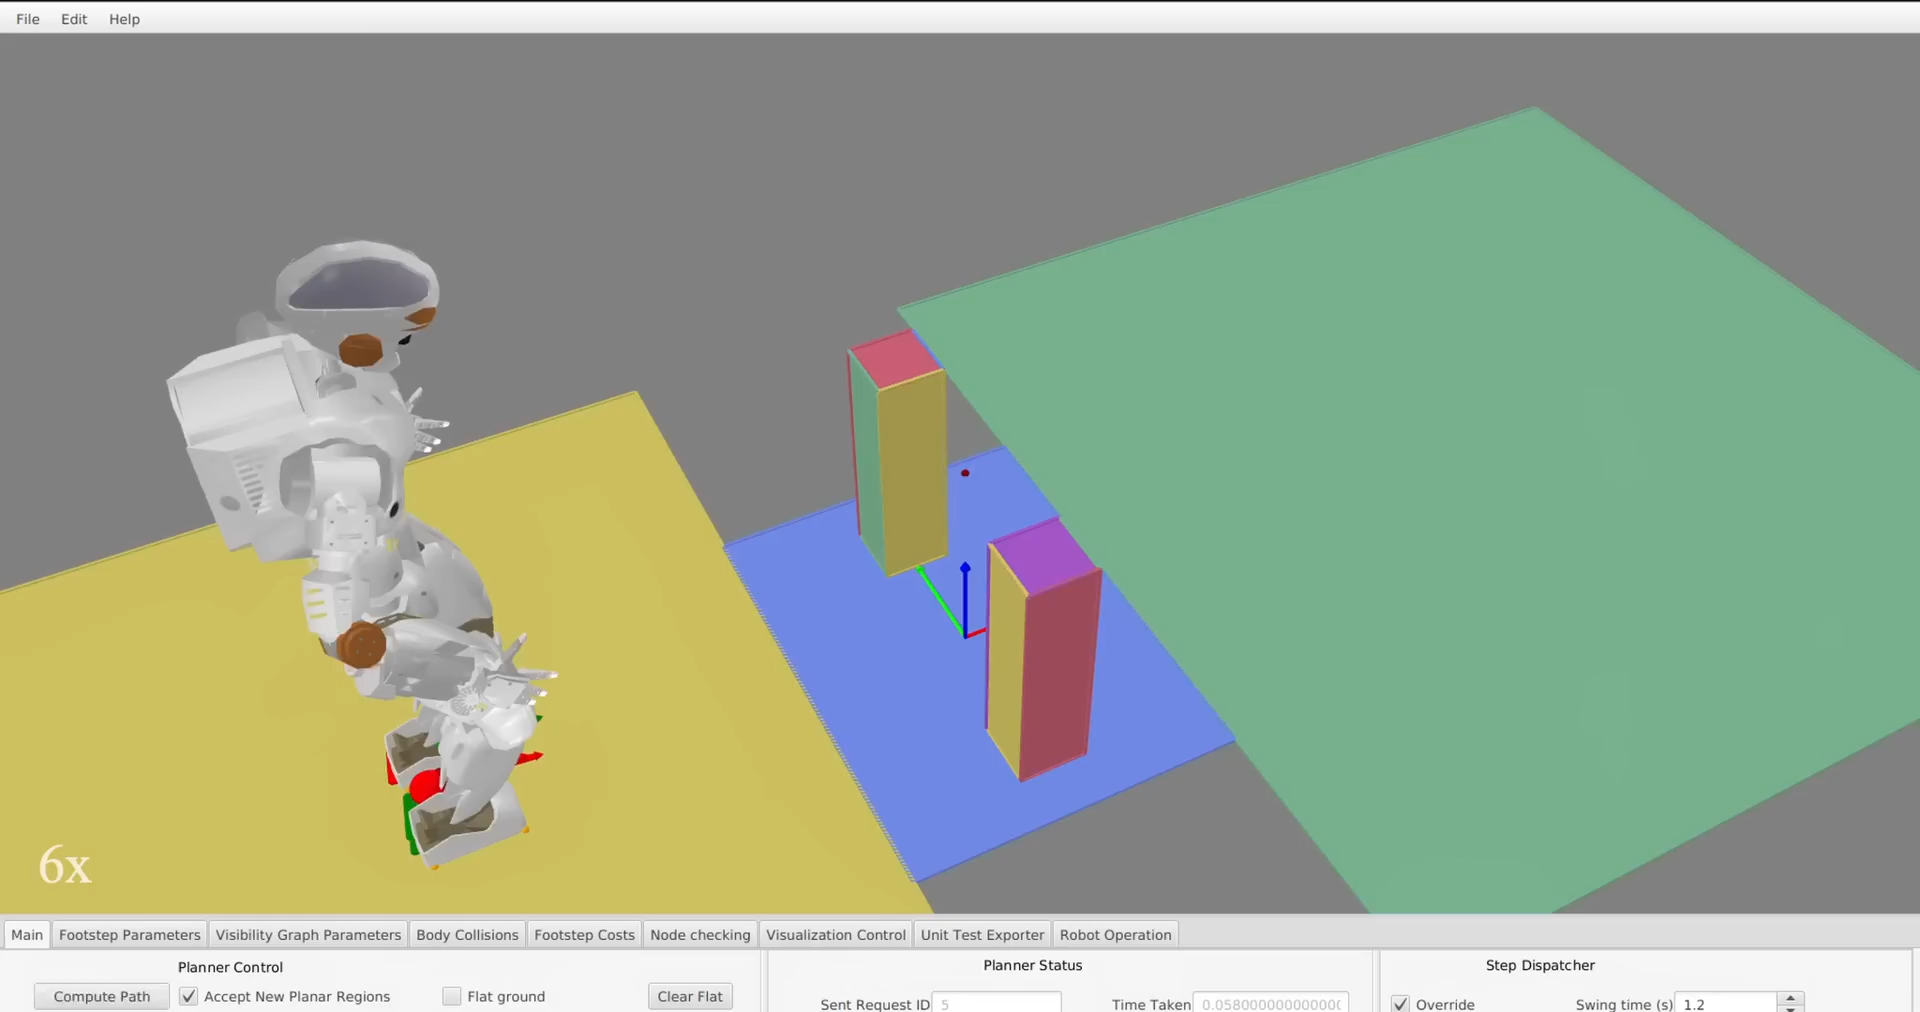 File Edit Help
6x
Main Footstep Parameters Visibility Graph Parameters Body Collisions Footstep Costs Node checking Visualization Control Unit Test Exporter Robot Operation
Planner Control Planner Status Step Dispatcher
Compute Path Accept New Planar Regions Flat ground Clear Flat Sent Request ID 5 Time Taken 0.058000000000000( Override Swing time (s) 1.2